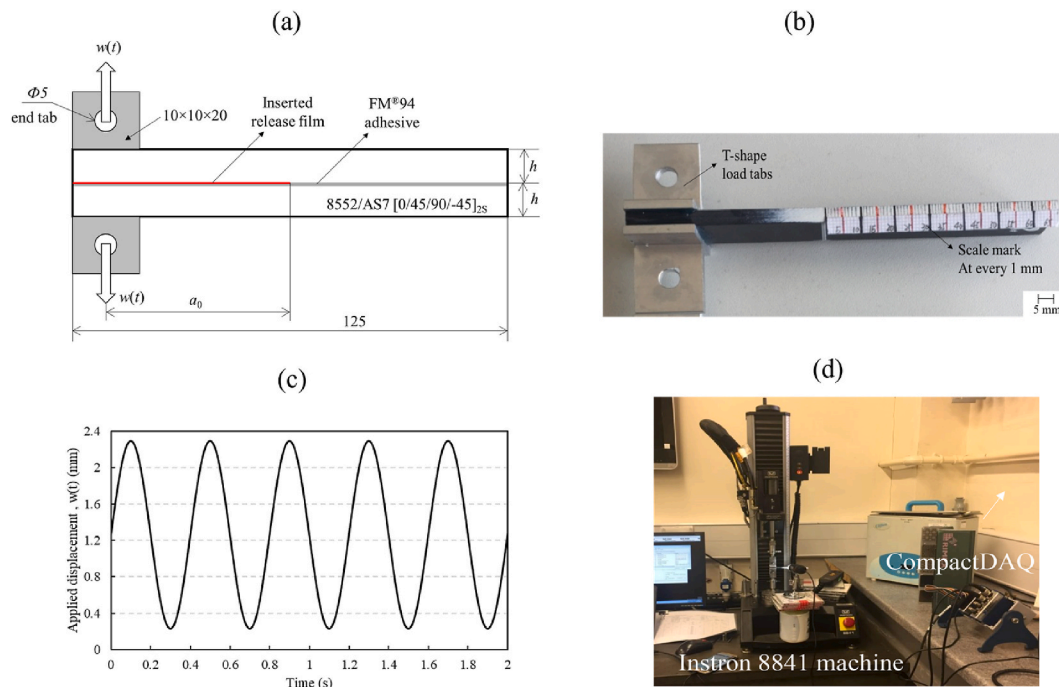 (a)
w(t)
Φ5
end tab
10×10×20
Inserted
release film
FM®94
adhesive
h
h
8552/AS7 [0/45/90/-45]2S
w(t)
a0
125
(b)
T-shape
load tabs
Scale mark
At every 1 mm
5 mm
(c)
Applied displacement , w(t) (mm)
2.4
2
1.6
1.2
0.8
0.4
0
0
0.2
0.4
0.6
0.8
1
1.2
1.4
1.6
1.8
2
Time (s)
(d)
CompactDAQ
Instron 8841 machine